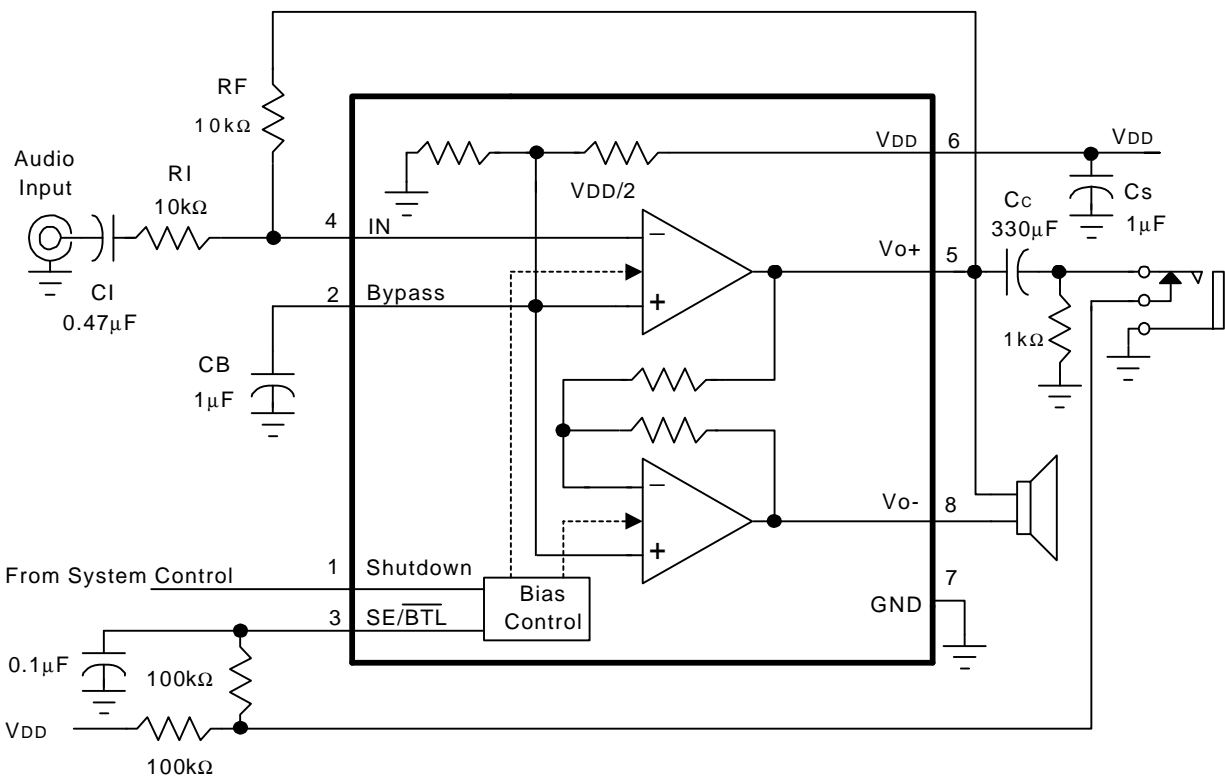 RF
10kΩ
Audio
Input
RI
10kΩ
CI
0.47μF
4
IN
2
Bypass
CB
1μF
VDD/2
VDD
6
VDD
Cs
1μF
Cc
330μF
Vo+
5
1kΩ
−
+
−
+
Vo-
8
7
GND
From System Control
1
Shutdown
3
SE/BTL
Bias
Control
0.1μF
100kΩ
VDD
100kΩ